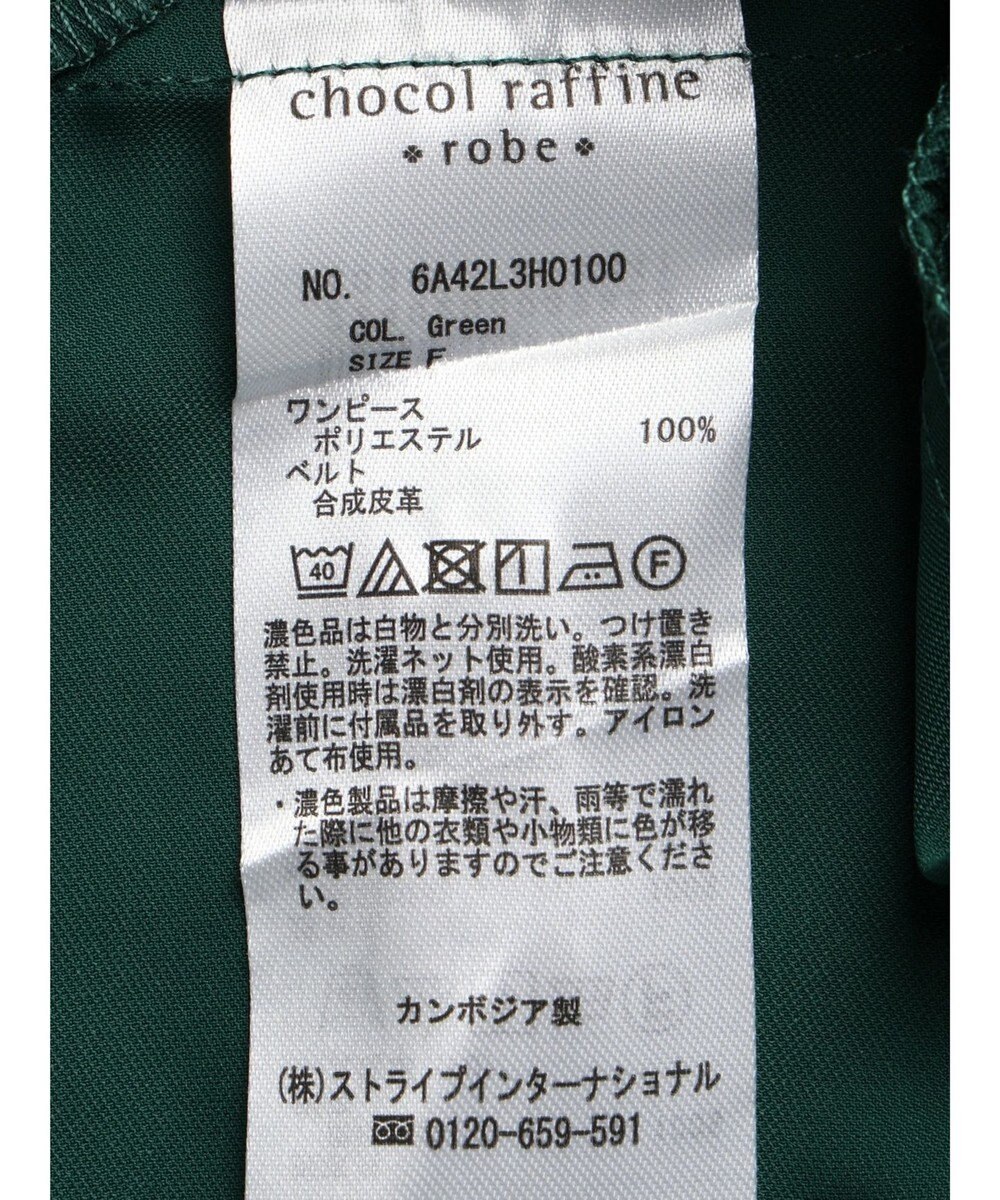 chocol raffine
robe
NO. 6A42L3H0100
COL. Green
SIZE F
ワンピース
ポリエステル 100%
ベルト
合成皮革
40 F
濃色品は白物と分別洗い。つけ置き
禁止。洗濯ネット使用。酸素系漂白
剤使用時は漂白剤の表示を確認。洗
濯前に付属品を取り外す。アイロン
あて布使用。
・濃色製品は摩擦や汗、雨等で濡れ
た際に他の衣類や小物類に色が移
る事がありますのでご注意くださ
い。
カンボジア製
(株)ストライプインターナショナル
0120-659-591